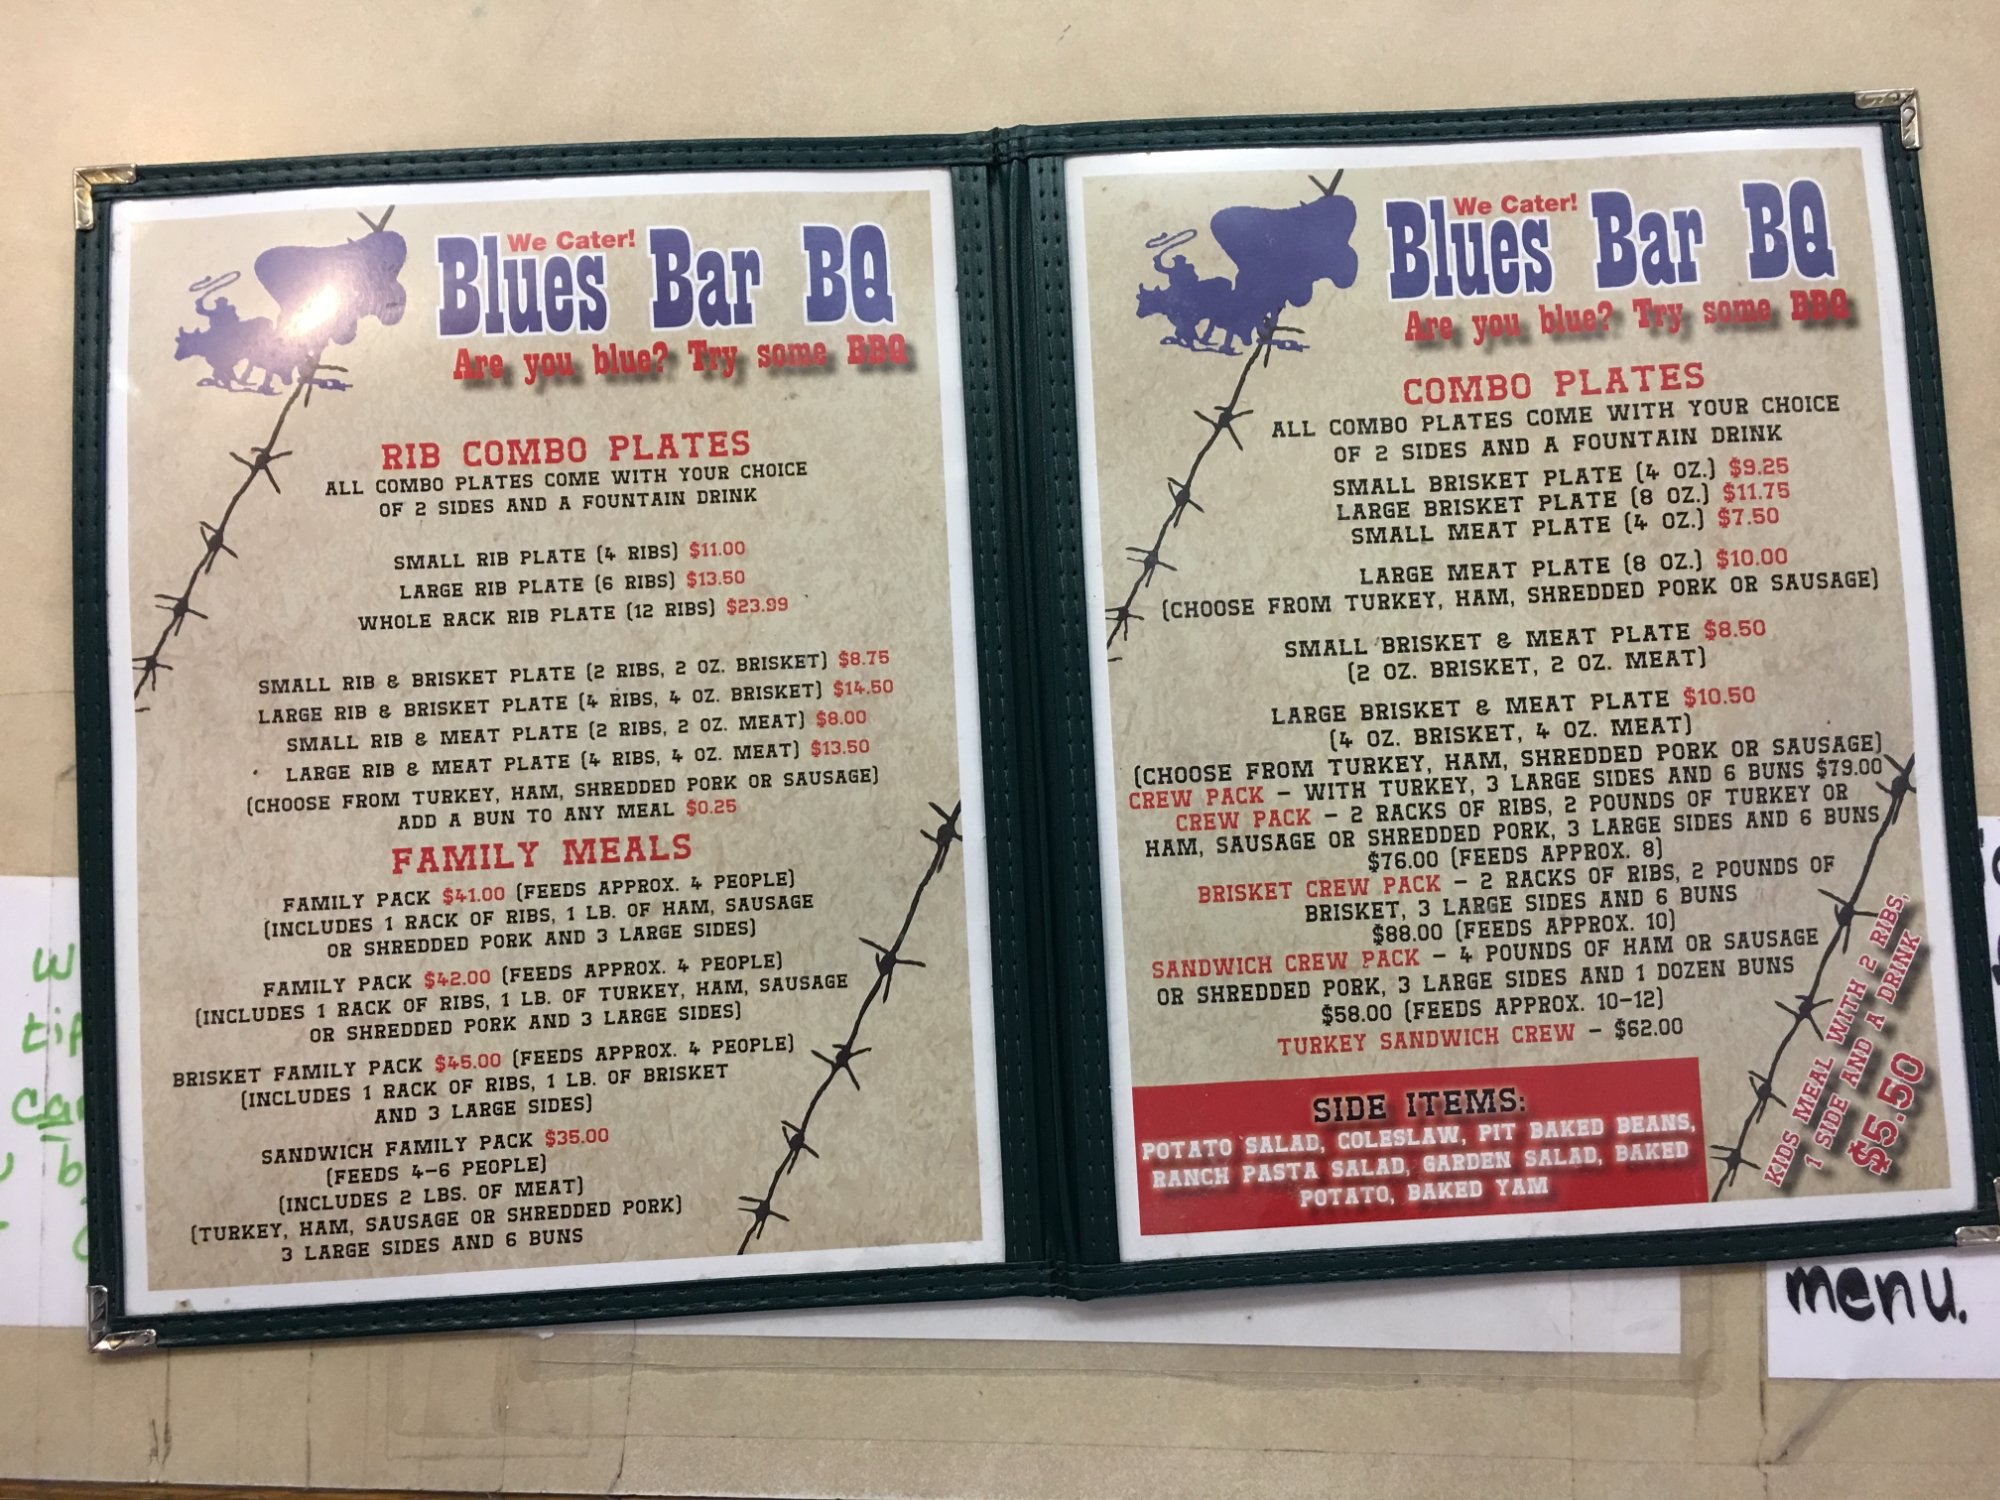 We Cater!
Blues Bar BQ
Are you blue? Try some BBQ
RIB COMBO PLATES
ALL COMBO PLATES COME WITH YOUR CHOICE
OF 2 SIDES AND A FOUNTAIN DRINK
SMALL RIB PLATE (4 RIBS) $11.00
LARGE RIB PLATE (6 RIBS) $13.50
WHOLE RACK RIB PLATE (12 RIBS) $23.99
SMALL RIB & BRISKET PLATE (2 RIBS, 2 OZ. BRISKET) $8.75
LARGE RIB & BRISKET PLATE (4 RIBS, 4 OZ. BRISKET) $14.50
SMALL RIB & MEAT PLATE (2 RIBS, 2 OZ. MEAT) $8.00
LARGE RIB & MEAT PLATE (4 RIBS, 4 OZ. MEAT) $13.50
(CHOOSE FROM TURKEY, HAM, SHREDDED PORK OR SAUSAGE)
ADD A BUN TO ANY MEAL $0.25
FAMILY MEALS
FAMILY PACK $41.00 (FEEDS APPROX. 4 PEOPLE)
(INCLUDES 1 RACK OF RIBS, 1 LB. OF HAM, SAUSAGE
OR SHREDDED PORK AND 3 LARGE SIDES)
FAMILY PACK $42.00 (FEEDS APPROX. 4 PEOPLE)
(INCLUDES 1 RACK OF RIBS, 1 LB. OF TURKEY, HAM, SAUSAGE
OR SHREDDED PORK AND 3 LARGE SIDES)
BRISKET FAMILY PACK $45.00 (FEEDS APPROX. 4 PEOPLE)
(INCLUDES 1 RACK OF RIBS, 1 LB. OF BRISKET
AND 3 LARGE SIDES)
SANDWICH FAMILY PACK $35.00
(FEEDS 4-6 PEOPLE)
(INCLUDES 2 LBS. OF MEAT)
(TURKEY, HAM, SAUSAGE OR SHREDDED PORK)
3 LARGE SIDES AND 6 BUNS
We Cater!
Blues Bar BQ
Are you blue? Try some BBQ
COMBO PLATES
ALL COMBO PLATES COME WITH YOUR CHOICE
OF 2 SIDES AND A FOUNTAIN DRINK
SMALL BRISKET PLATE (4 OZ.) $9.25
LARGE BRISKET PLATE (8 OZ.) $11.75
SMALL MEAT PLATE (4 OZ.) $7.50
LARGE MEAT PLATE (8 OZ.) $10.00
(CHOOSE FROM TURKEY, HAM, SHREDDED PORK OR SAUSAGE)
SMALL BRISKET & MEAT PLATE $8.50
(2 OZ. BRISKET, 2 OZ. MEAT)
LARGE BRISKET & MEAT PLATE $10.50
(4 OZ. BRISKET, 4 OZ. MEAT)
(CHOOSE FROM TURKEY, HAM, SHREDDED PORK OR SAUSAGE)
CREW PACK - WITH TURKEY, 3 LARGE SIDES AND 6 BUNS $79.00
CREW PACK - 2 RACKS OF RIBS, 2 POUNDS OF TURKEY OR
HAM, SAUSAGE OR SHREDDED PORK, 3 LARGE SIDES AND 6 BUNS
$76.00 (FEEDS APPROX. 8)
BRISKET CREW PACK - 2 RACKS OF RIBS, 2 POUNDS OF
BRISKET, 3 LARGE SIDES AND 6 BUNS
$88.00 (FEEDS APPROX. 10)
SANDWICH CREW PACK - 4 POUNDS OF HAM OR SAUSAGE
OR SHREDDED PORK, 3 LARGE SIDES AND 1 DOZEN BUNS
$58.00 (FEEDS APPROX. 10-12)
TURKEY SANDWICH CREW - $62.00
SIDE ITEMS:
POTATO SALAD, COLESLAW, PIT BAKED BEANS,
RANCH PASTA SALAD, GARDEN SALAD, BAKED
POTATO, BAKED YAM
KIDS MEAL WITH 2 RIBS,
1 SIDE AND A DRINK
$5.50
menu.